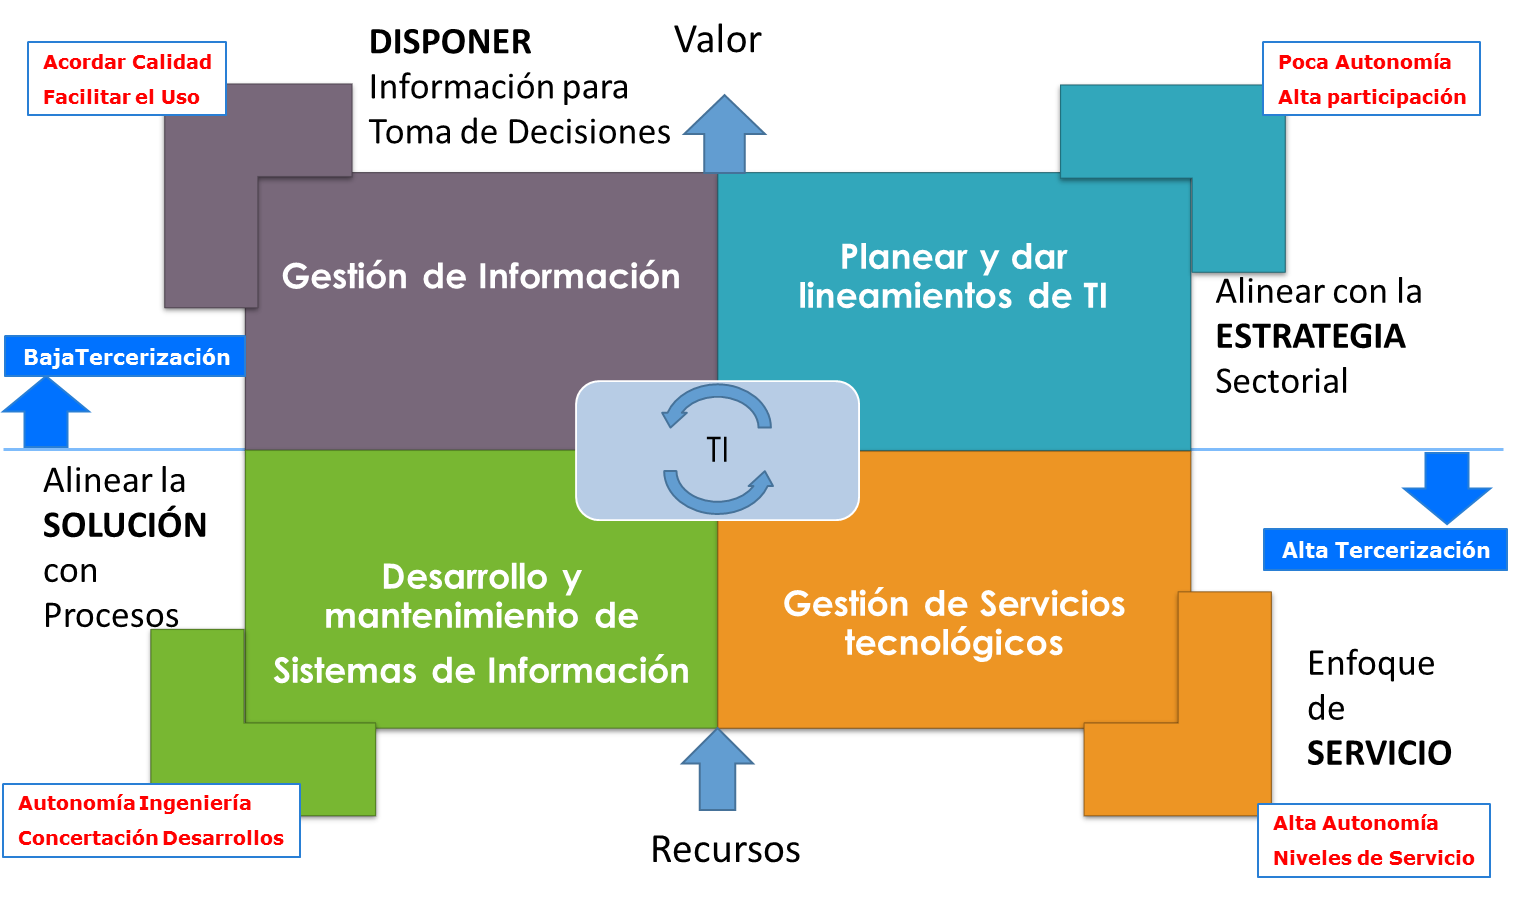 Acordar Calidad
Facilitar el Uso
DISPONER
Información para
Toma de Decisiones
Valor
Poca Autonomía
Alta participación
Gestión de Información
Planear y dar
lineamientos de TI
Alinear con la
ESTRATEGIA
Sectorial
BajaTercerización
TI
Alinear la
SOLUCIÓN
con
Procesos
Alta Tercerización
Desarrollo y
mantenimiento de
Sistemas de Información
Gestión de Servicios
tecnológicos
Enfoque
de
SERVICIO
Autonomía Ingeniería
Concertación Desarrollos
Recursos
Alta Autonomía
Niveles de Servicio